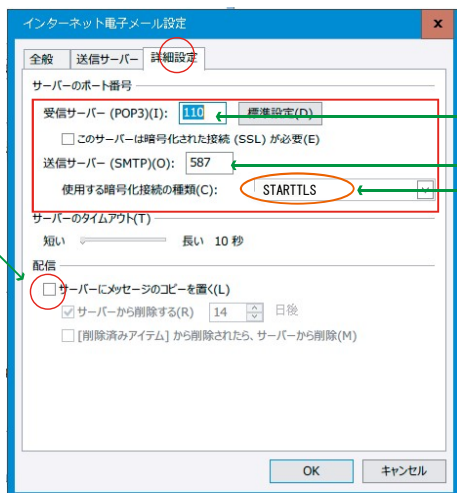 インターネット電子メール設定 x
全般 送信サーバー 詳細設定
サーバーのポート番号
受信サーバー (POP3)(I): 110 標準設定(D)
このサーバーは暗号化された接続 (SSL) が必要(E)
送信サーバー (SMTP)(O): 587
使用する暗号化接続の種類(C): STARTTLS
サーバーのタイムアウト(T)
短い 長い 10 秒
配信
サーバーにメッセージのコピーを置く(L)
サーバーから削除する(R) 14 日後
[削除済みアイテム] から削除されたら、サーバーから削除(M)
OK キャンセル